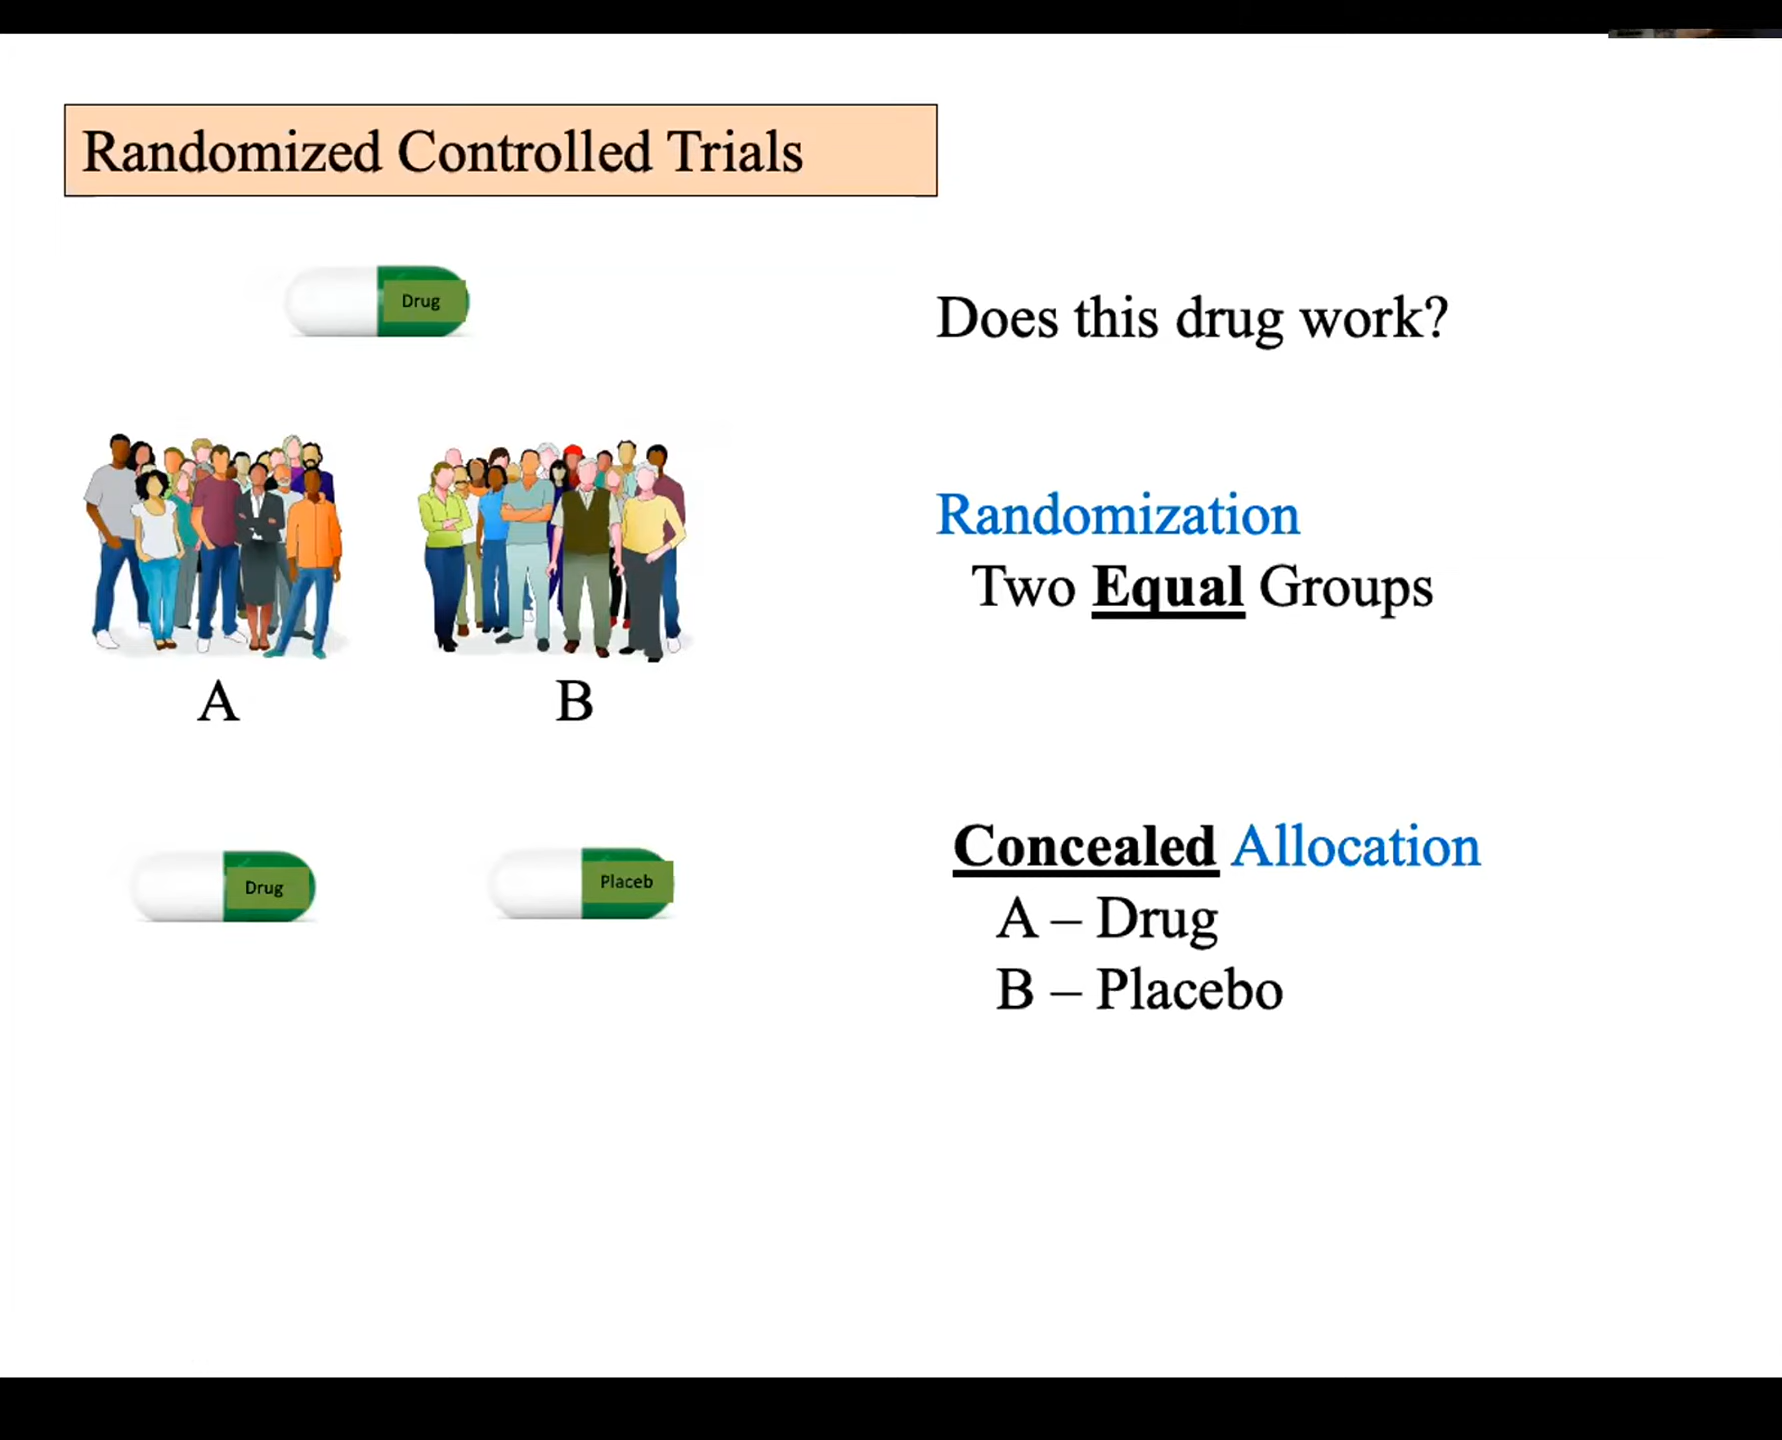 Randomized Controlled Trials
Drug
Does this drug work?
Randomization
Two Equal Groups
A
B
Drug
Placeb
Concealed Allocation
A – Drug
B – Placebo